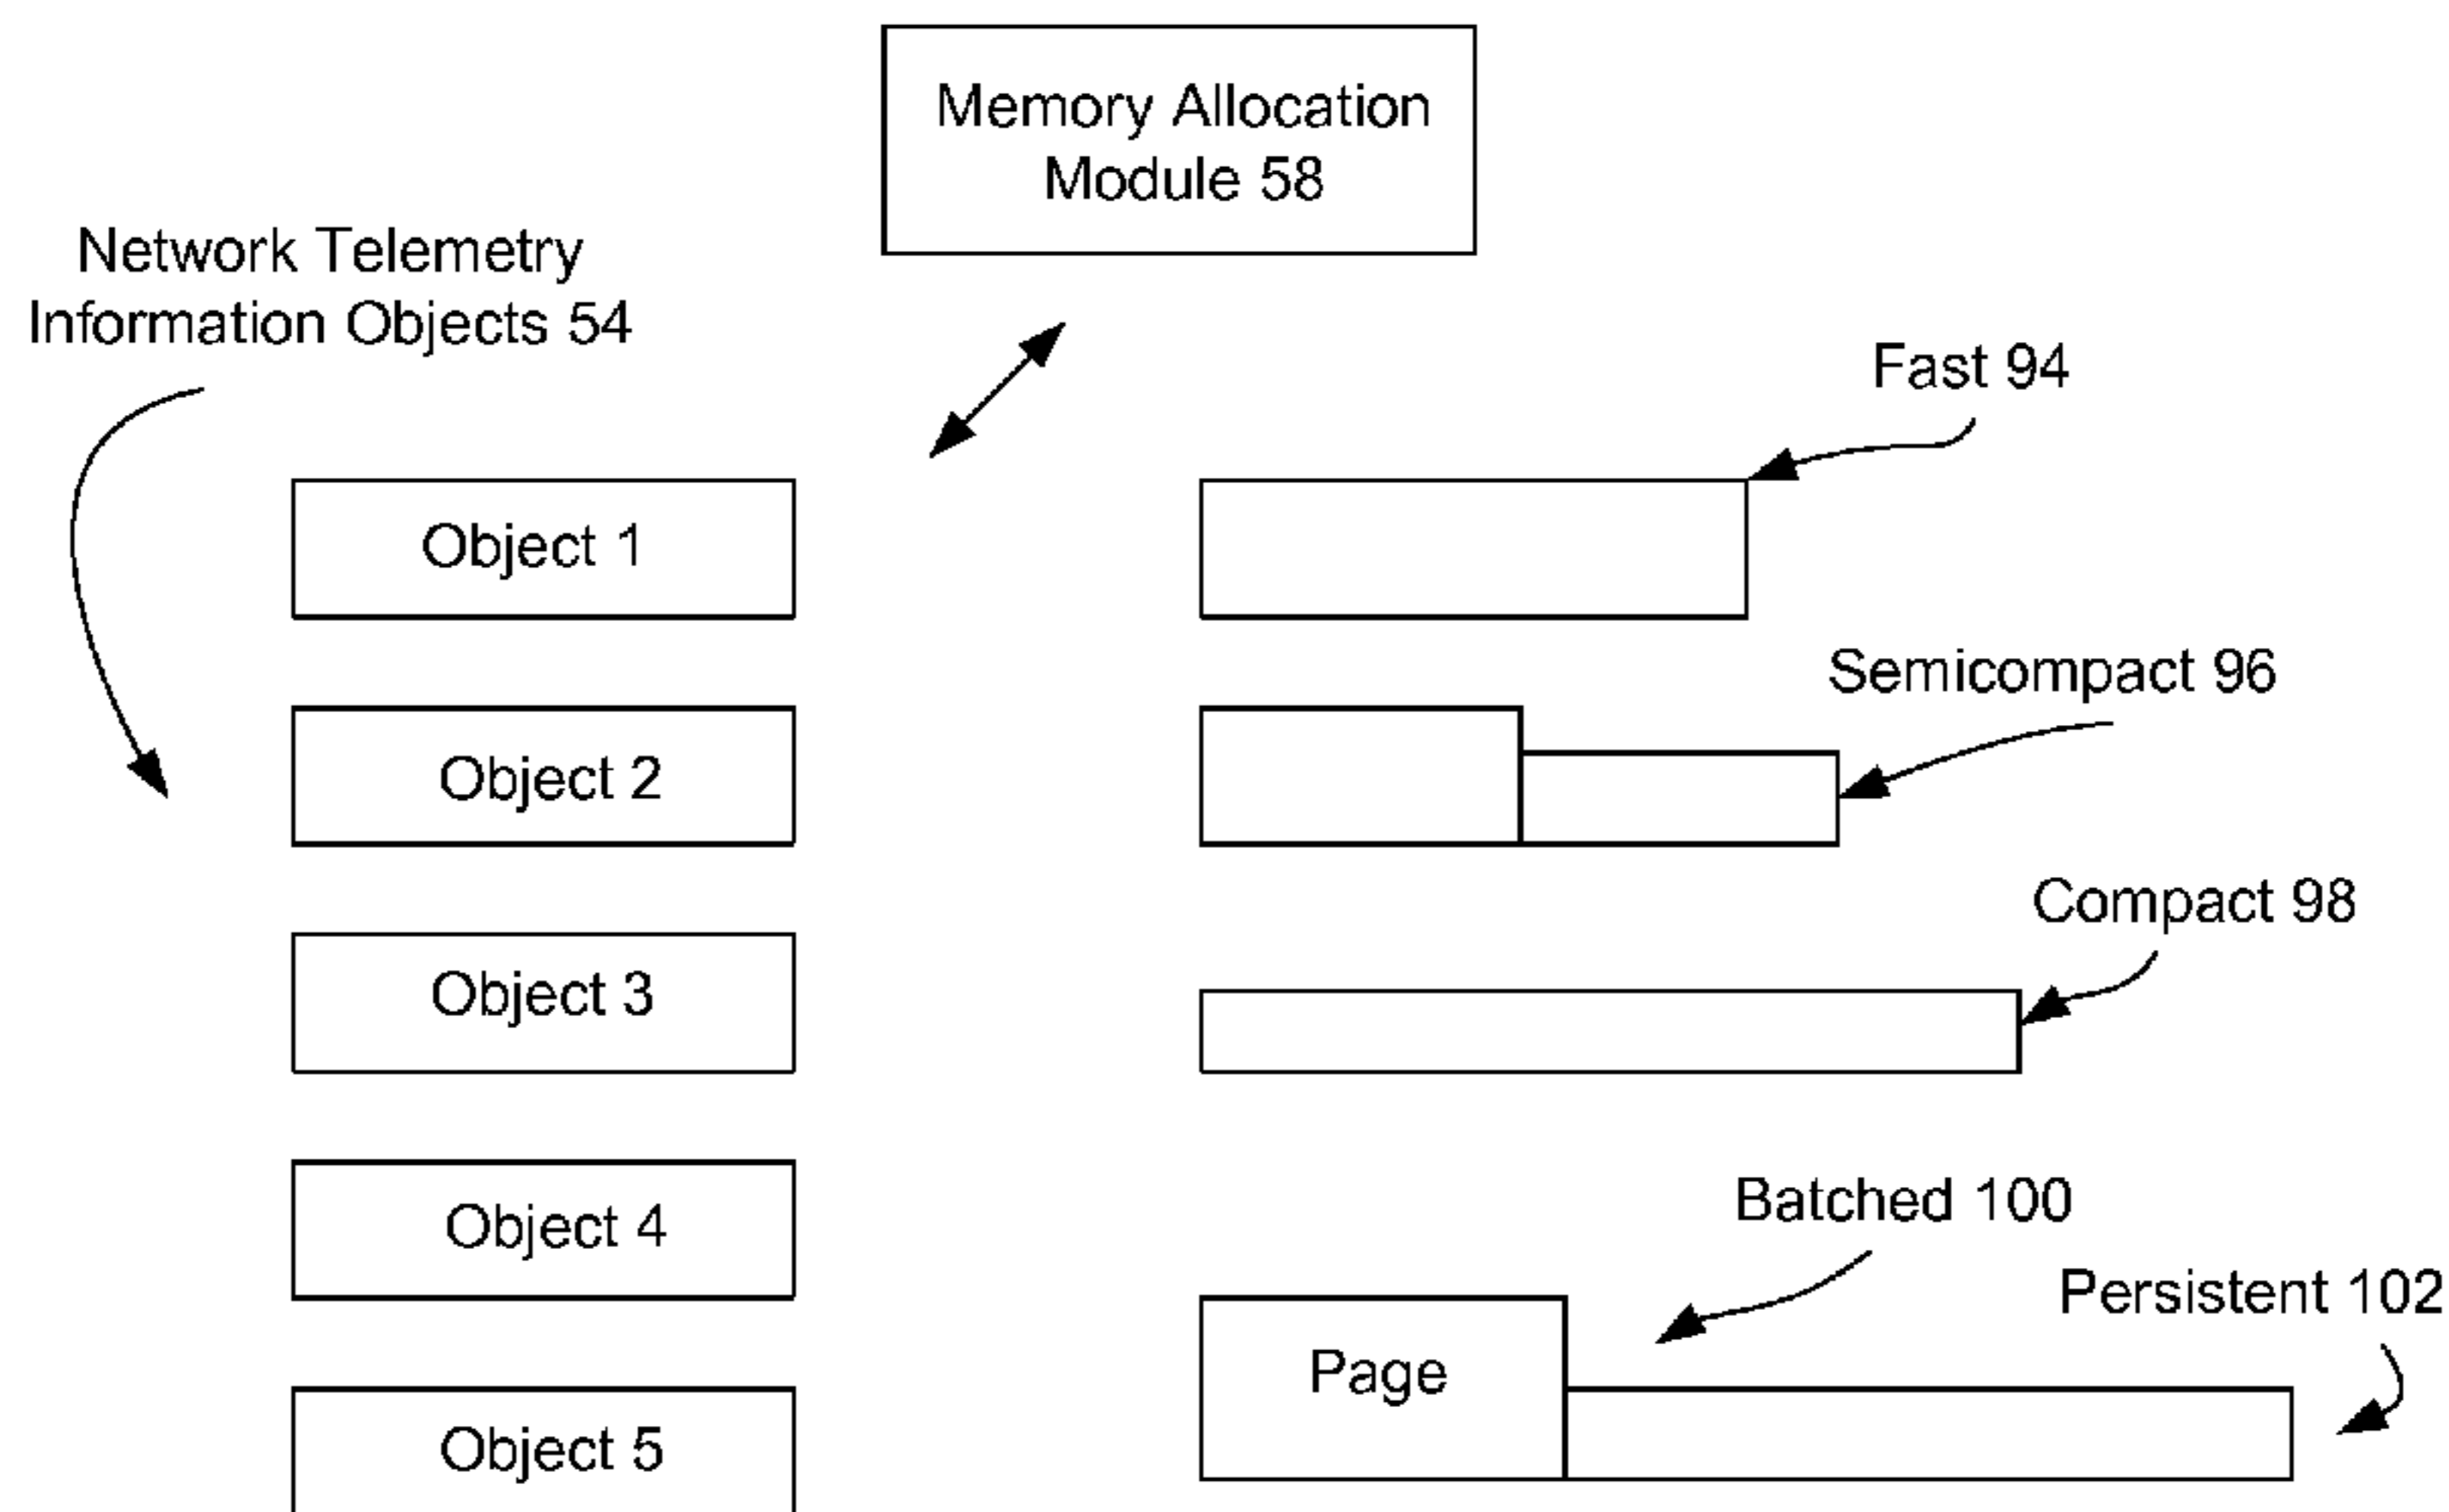 Memory Allocation
Module 58
Network Telemetry
Information Objects 54
Fast 94
Object 1
Semicompact 96
Object 2
Compact 98
Object 3
Batched 100
Object 4
Persistent 102
Page
Object 5